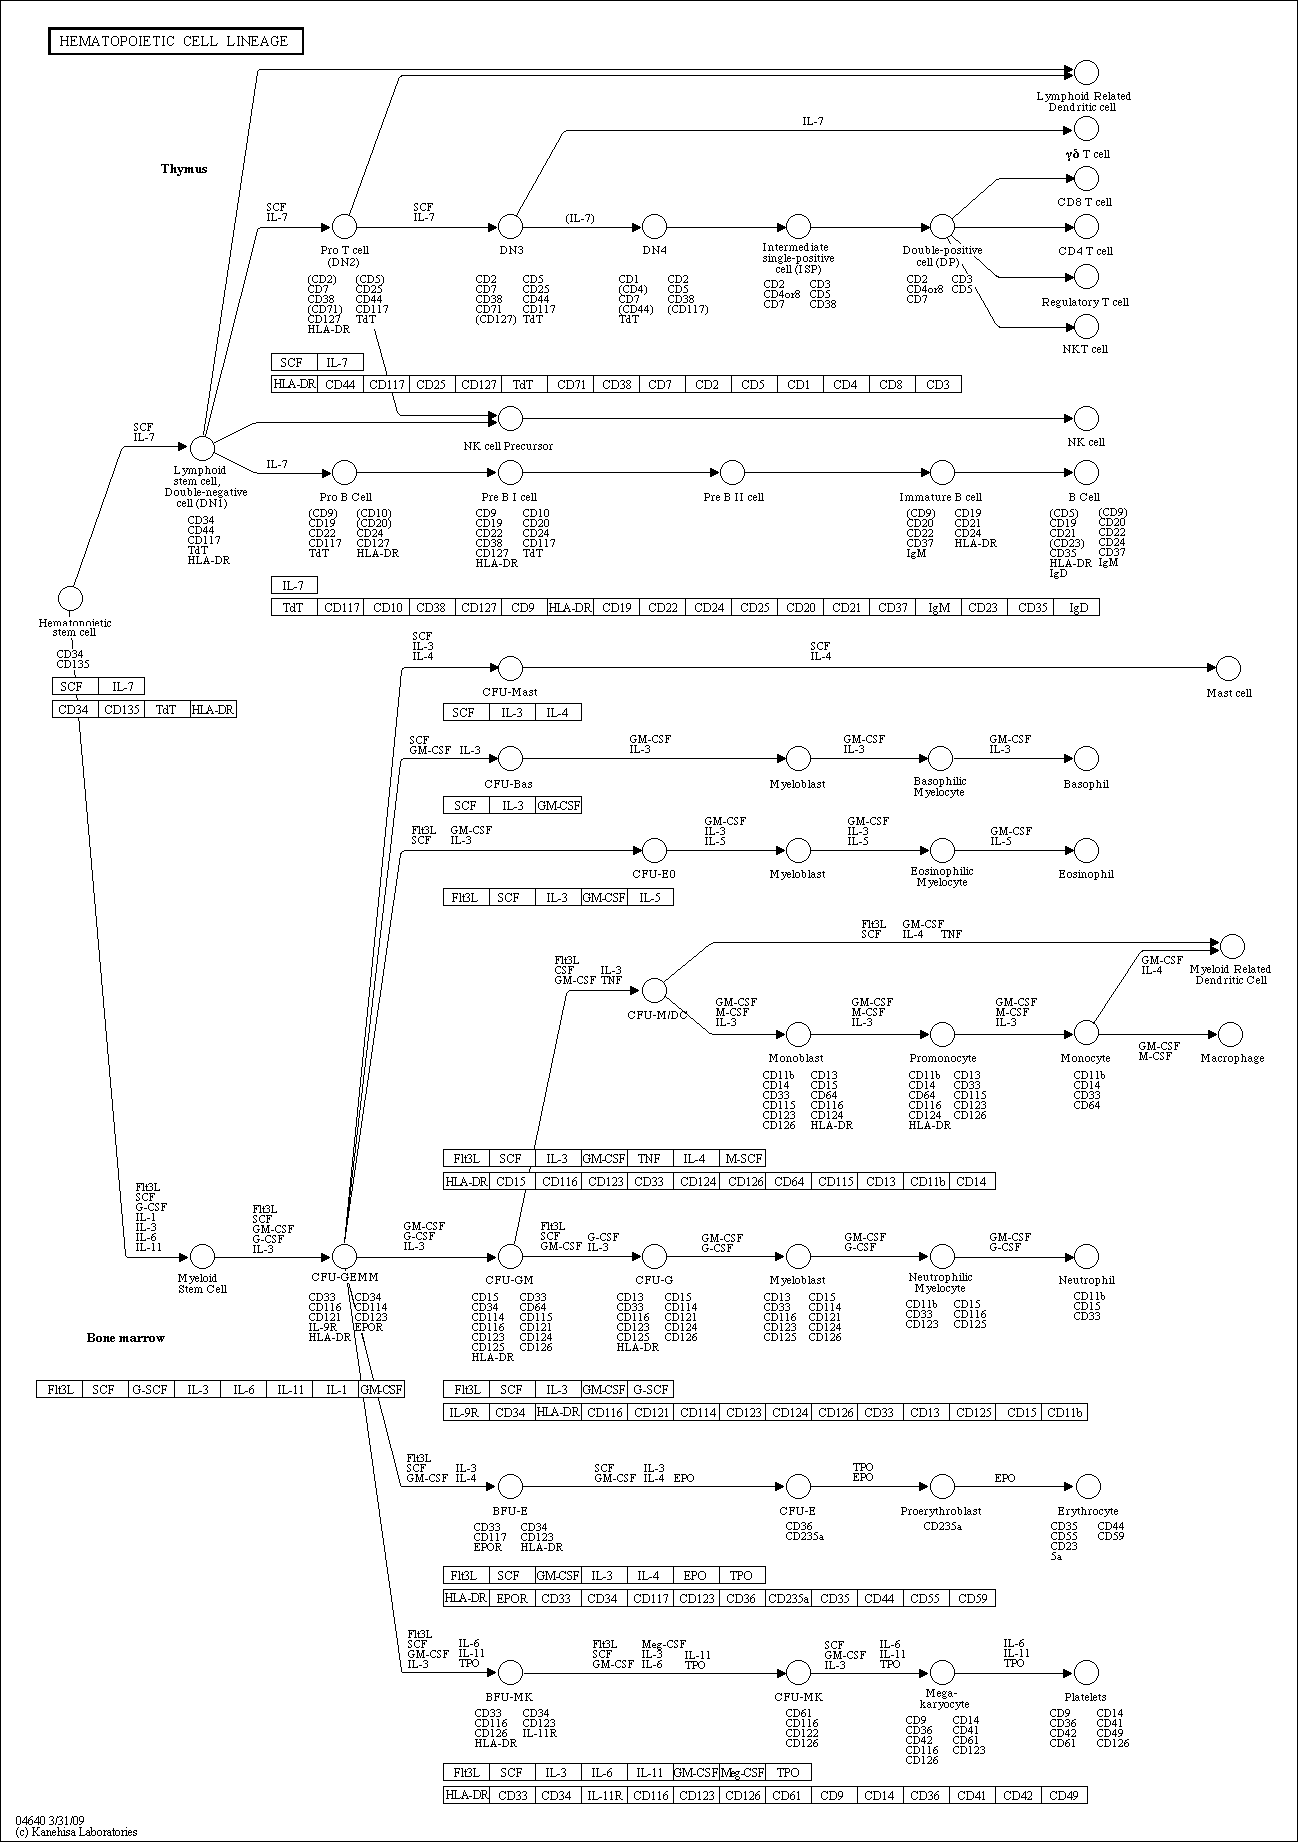 HEMATOPOIETIC CELL LINEAGE
Lymphoid Related
Dendritic cell
IL-7
γδ T cell
Thymus
CD8 T cell
SCF
IL-7
SCF
IL-7
(IL-7)
Pro T cell
(DN2)
DN3
DN4
Intermediate
single-positive
cell (ISP)
Double-positive
cell (DP)
CD4 T cell
(CD2) (CD5)
CD7 CD25
CD38 CD44
(CD71) CD117
CD127 TdT
HLA-DR
CD2 CD5
CD7 CD25
CD38 CD44
CD71 CD117
(CD127) TdT
CD1 CD2
(CD4) CD5
CD7 CD38
(CD44) (CD117)
TdT
CD2 CD3
CD4or8 CD5
CD7 CD38
CD2 CD3
CD4or8 CD5
CD7
Regulatory T cell
NKT cell
SCF IL-7
HLA-DR CD44 CD117 CD25 CD127 TdT CD71 CD38 CD7 CD2 CD5 CD1 CD4 CD8 CD3
SCF
IL-7
NK cell Precursor
NK cell
Lymphoid
stem cell,
Double-negative
cell (DN1)
CD34
CD44
CD117
TdT
HLA-DR
IL-7
Pro B Cell
Pre B I cell
Pre B II cell
Immature B cell
B Cell
(CD9) (CD10)
CD19 (CD20)
CD22 CD24
CD117 CD127
TdT HLA-DR
CD9 CD10
CD19 CD20
CD22 CD24
CD38 CD117
CD127 TdT
HLA-DR
(CD9) CD19
CD20 CD21
CD22 CD24
CD37 HLA-DR
IgM
(CD5) (CD9)
CD19 CD20
CD21 CD22
(CD23) CD24
CD35 CD37
HLA-DR IgM
IgD
IL-7
TdT CD117 CD10 CD38 CD127 CD9 HLA-DR CD19 CD22 CD24 CD25 CD20 CD21 CD37 IgM CD23 CD35 IgD
Hematopoietic
stem cell
CD34
CD135
SCF IL-7
CD34 CD135 TdT HLA-DR
SCF
IL-3
IL-4
SCF
IL-4
CFU-Mast
Mast cell
SCF IL-3 IL-4
SCF
GM-CSF IL-3
GM-CSF
IL-3
GM-CSF
IL-3
GM-CSF
IL-3
CFU-Bas
Myeloblast
Basophilic
Myelocyte
Basophil
SCF IL-3 GM-CSF
Flt3L GM-CSF
SCF IL-3
GM-CSF
IL-3
IL-5
GM-CSF
IL-3
IL-5
GM-CSF
IL-5
CFU-E0
Myeloblast
Eosinophilic
Myelocyte
Eosinophil
Flt3L SCF IL-3 GM-CSF IL-5
Flt3L GM-CSF
SCF IL-4 TNF
Flt3L
CSF IL-3
GM-CSF TNF
GM-CSF
IL-4
Myeloid Related
Dendritic Cell
CFU-M/DC
GM-CSF
M-CSF
IL-3
GM-CSF
M-CSF
IL-3
GM-CSF
M-CSF
IL-3
GM-CSF
M-CSF
Monoblast
Promonocyte
Monocyte
Macrophage
CD11b CD13
CD14 CD15
CD33 CD64
CD115 CD116
CD123 CD124
CD126 HLA-DR
CD11b CD13
CD14 CD33
CD64 CD115
CD116 CD123
CD124 CD126
HLA-DR
CD11b
CD14
CD33
CD64
Flt3L SCF IL-3 GM-CSF TNF IL-4 M-SCF
HLA-DR CD15 CD116 CD123 CD33 CD124 CD126 CD64 CD115 CD13 CD11b CD14
Flt3L
SCF
G-CSF
IL-1
IL-3
IL-6
IL-11
Flt3L
SCF
GM-CSF
G-CSF
IL-3
GM-CSF
G-CSF
IL-3
Flt3L
SCF G-CSF
GM-CSF IL-3
GM-CSF
G-CSF
GM-CSF
G-CSF
GM-CSF
G-CSF
Myeloid
Stem Cell
CFU-GEMM
CFU-GM
CFU-G
Myeloblast
Neutrophilic
Myelocyte
Neutrophil
CD33 CD34
CD116 CD114
CD121 CD123
IL-9R EPOR
HLA-DR
CD15 CD33
CD34 CD64
CD114 CD115
CD116 CD121
CD123 CD124
CD125 CD126
HLA-DR
CD13 CD15
CD33 CD114
CD116 CD121
CD123 CD124
CD125 CD126
HLA-DR
CD13 CD15
CD33 CD114
CD116 CD121
CD123 CD124
CD125 CD126
CD11b CD15
CD33 CD116
CD123 CD125
CD11b
CD15
CD33
Bone marrow
Flt3L SCF G-SCF IL-3 IL-6 IL-11 IL-1 GM-CSF
Flt3L SCF IL-3 GM-CSF G-SCF
IL-9R CD34 HLA-DR CD116 CD121 CD114 CD123 CD124 CD126 CD33 CD13 CD125 CD15 CD11b
Flt3L
SCF IL-3
GM-CSF IL-4
SCF IL-3
GM-CSF IL-4 EPO
TPO
EPO
EPO
BFU-E
CFU-E
Proerythroblast
Erythrocyte
CD33 CD34
CD117 CD123
EPOR HLA-DR
CD36
CD235a
CD235a
CD35 CD44
CD55 CD59
CD23
5a
Flt3L SCF GM-CSF IL-3 IL-4 EPO TPO
HLA-DR EPOR CD33 CD34 CD117 CD123 CD36 CD235a CD35 CD44 CD55 CD59
Flt3L
SCF IL-6
GM-CSF IL-11
IL-3 TPO
Flt3L Meg-CSF
SCF IL-3 IL-11
GM-CSF IL-6 TPO
SCF IL-6
GM-CSF IL-11
IL-3 TPO
IL-6
IL-11
TPO
BFU-MK
CFU-MK
Mega-
karyocyte
Platelets
CD33 CD34
CD116 CD123
CD126 IL-11R
HLA-DR
CD61
CD116
CD122
CD126
CD9 CD14
CD36 CD41
CD42 CD61
CD116 CD123
CD126
CD9 CD14
CD36 CD41
CD42 CD49
CD61 CD126
Flt3L SCF IL-3 IL-6 IL-11 GM-CSF Meg-CSF TPO
HLA-DR CD33 CD34 IL-11R CD116 CD123 CD126 CD61 CD9 CD14 CD36 CD41 CD42 CD49
04640 3/31/09
(c) Kanehisa Laboratories